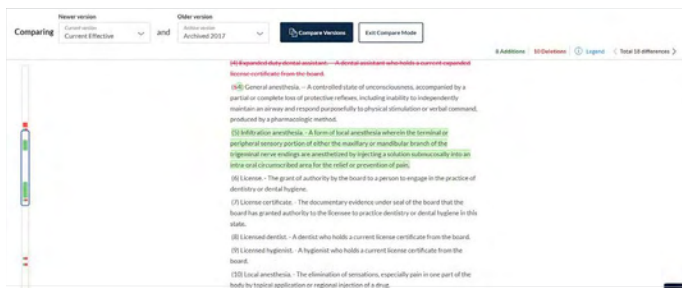 Newer version
Older version
Comparing
Current version
Current Effective
and
Archive version
Archived 2017
Compare Versions
Exit Compare Mode
8 Additions
10 Deletions
Legend
Total 18 differences
(4) Expanded duty dental assistant. - A dental assistant who holds a current expanded
license certificate from the board.
General anesthesia. - A controlled state of unconsciousness, accompanied by a
partial or complete loss of protective reflexes, including inability to independently
maintain an airway and respond purposefully to physical stimulation or verbal command,
produced by a pharmacologic method.
(5) Infiltration anesthesia. - A form of local anesthesia wherein the terminal or
peripheral sensory portion of either the maxillary or mandibular branch of the
trigeminal nerve endings are anesthetized by injecting a solution submucosally into an
intra-oral circumscribed area for the relief or prevention of pain.
(6) License. - The grant of authority by the board to a person to engage in the practice of
dentistry or dental hygiene.
(7) License certificate. - The documentary evidence under seal of the board that the
board has granted authority to the licensee to practice dentistry or dental hygiene in this
state.
(8) Licensed dentist. - A dentist who holds a current license certificate from the board.
(9) Licensed hygienist. - A hygienist who holds a current license certificate from the
board.
(10) Local anesthesia. - The elimination of sensations, especially pain in one part of the
body by topical application or regional injection of a drug.